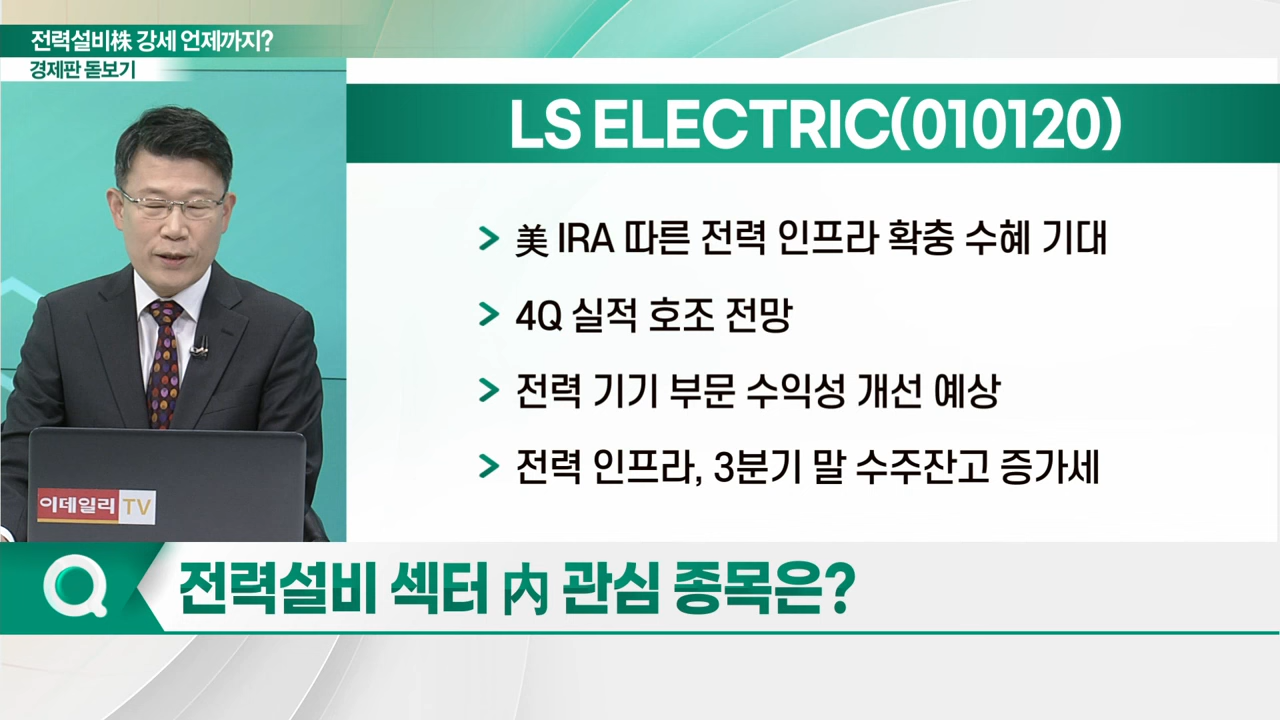 전력설비株 강세 언제까지?
경제판 돋보기
LS ELECTRIC(010120)
美 IRA 따른 전력 인프라 확충 수혜 기대
4Q 실적 호조 전망
전력 기기 부문 수익성 개선 예상
전력 인프라, 3분기 말 수주잔고 증가세
이데일리 TV
Q 전력설비 섹터 內 관심 종목은?